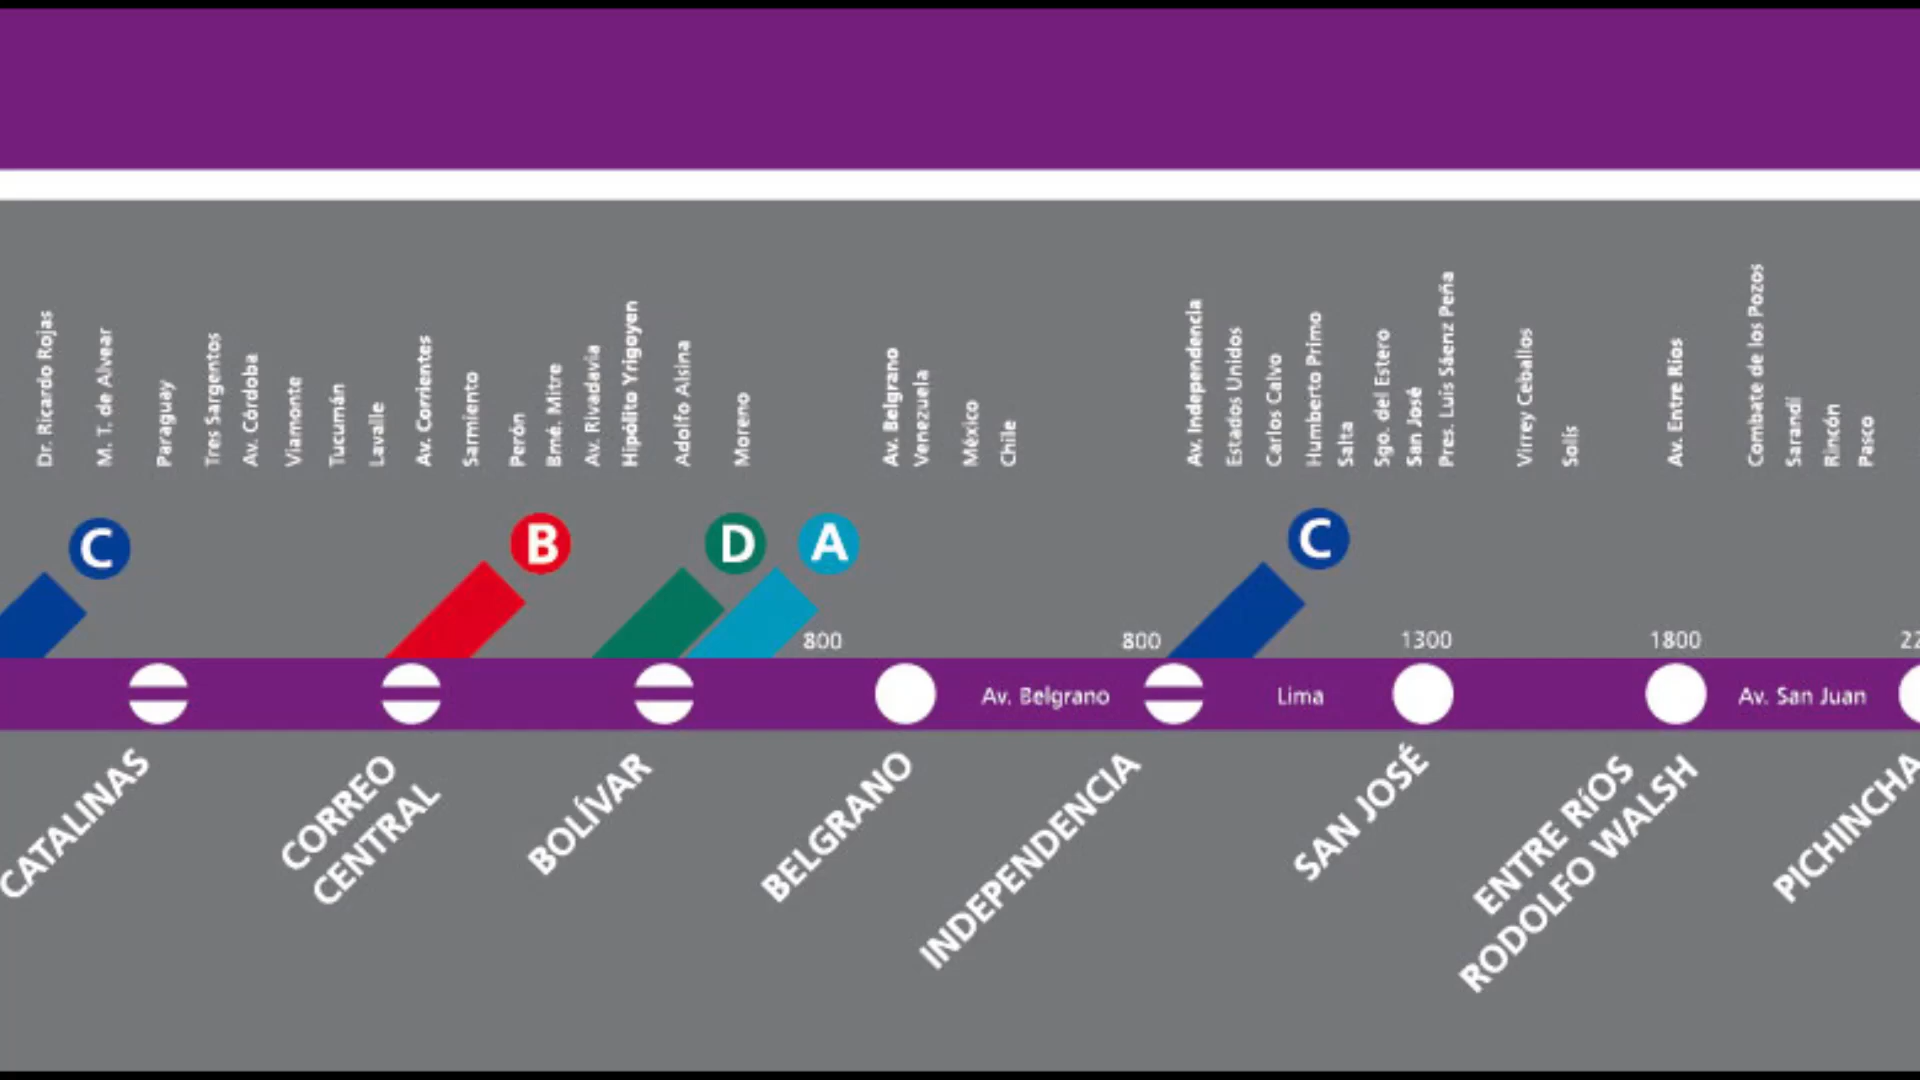 Dr. Ricardo Rojas
M. T. de Alvear
Paraguay
Tres Sargentos
Av. Córdoba
Viamonte
Tucumán
Lavalle
Av. Corrientes
Sarmiento
Perón
Bmé. Mitre
Av. Rivadavia
Hipólito Yrigoyen
Adolfo Alsina
Moreno
Av. Belgrano
Venezuela
México
Chile
Av. Independencia
Estados Unidos
Carlos Calvo
Humberto Primo
Salta
Sgo. del Estero
San José
Pres. Luis Sáenz Peña
Virrey Ceballos
Solís
Av. Entre Ríos
Combate de los Pozos
Sarandí
Rincón
Pasco
C
B
D
A
C
800
800
1300
1800
22
Av. Belgrano
Lima
Av. San Juan
CATALINAS
CORREO
CENTRAL
BOLÍVAR
BELGRANO
INDEPENDENCIA
SAN JOSÉ
ENTRE RíOS
RODOLFO WALSH
PICHINCHA